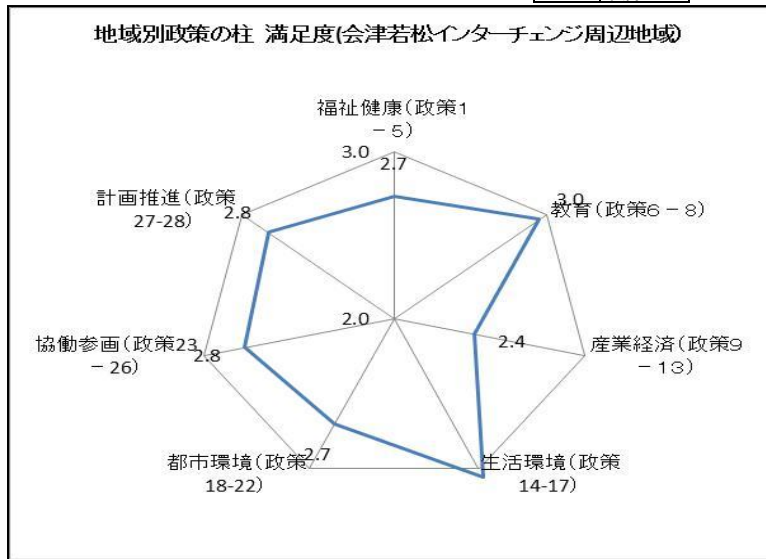 地域別政策の柱 満足度(会津若松インターチェンジ周辺地域)
福祉健康(政策1
－5)
3.0
2.7
計画推進(政策
27-28)
2.8
3.0
教育(政策6－8)
2.0
協働参画(政策23
－26)
2.8
2.4
産業経済(政策9
－13)
都市環境(政策
18-22)
2.7
生活環境(政策
14-17)